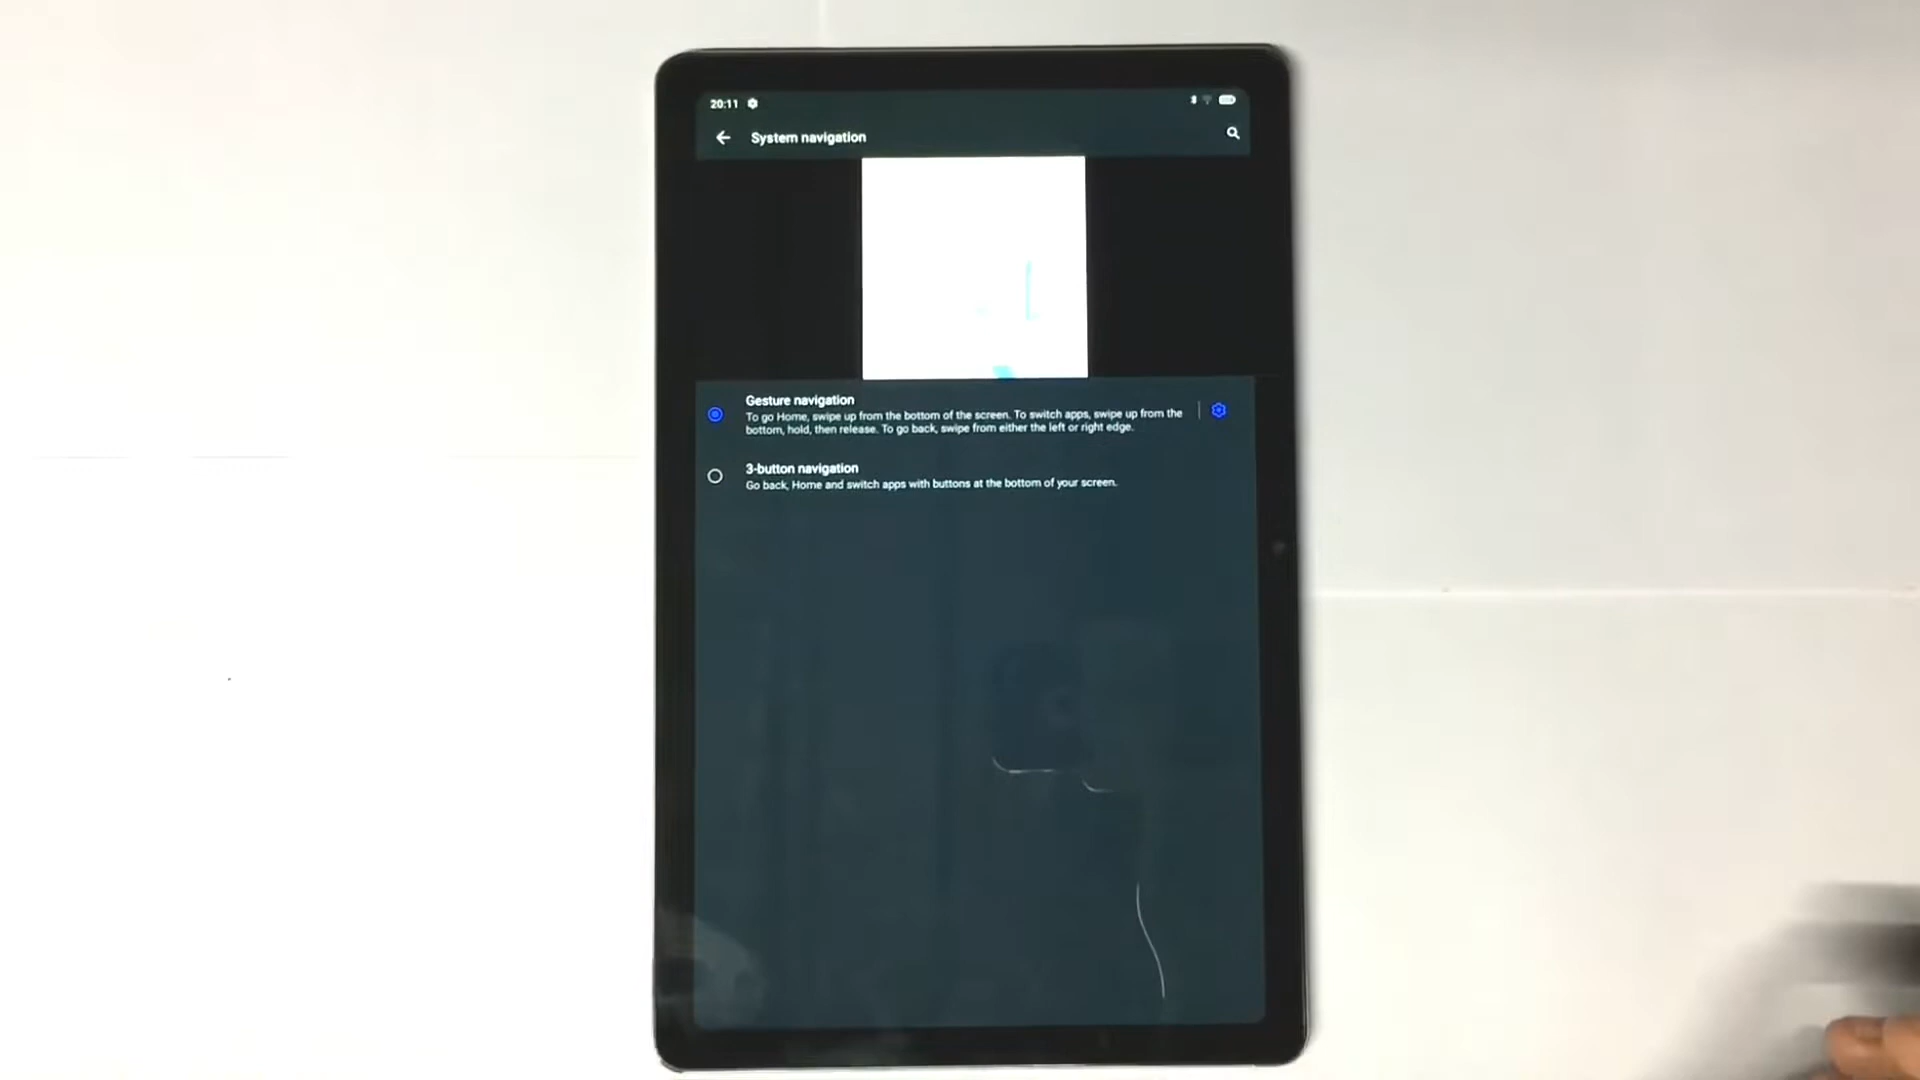 20:11
System navigation
Gesture navigation
To go Home, swipe up from the bottom of the screen. To switch apps, swipe up from the
bottom, hold, then release. To go back, swipe from either the left or right edge.
3-button navigation
Go back, Home and switch apps with buttons at the bottom of your screen.